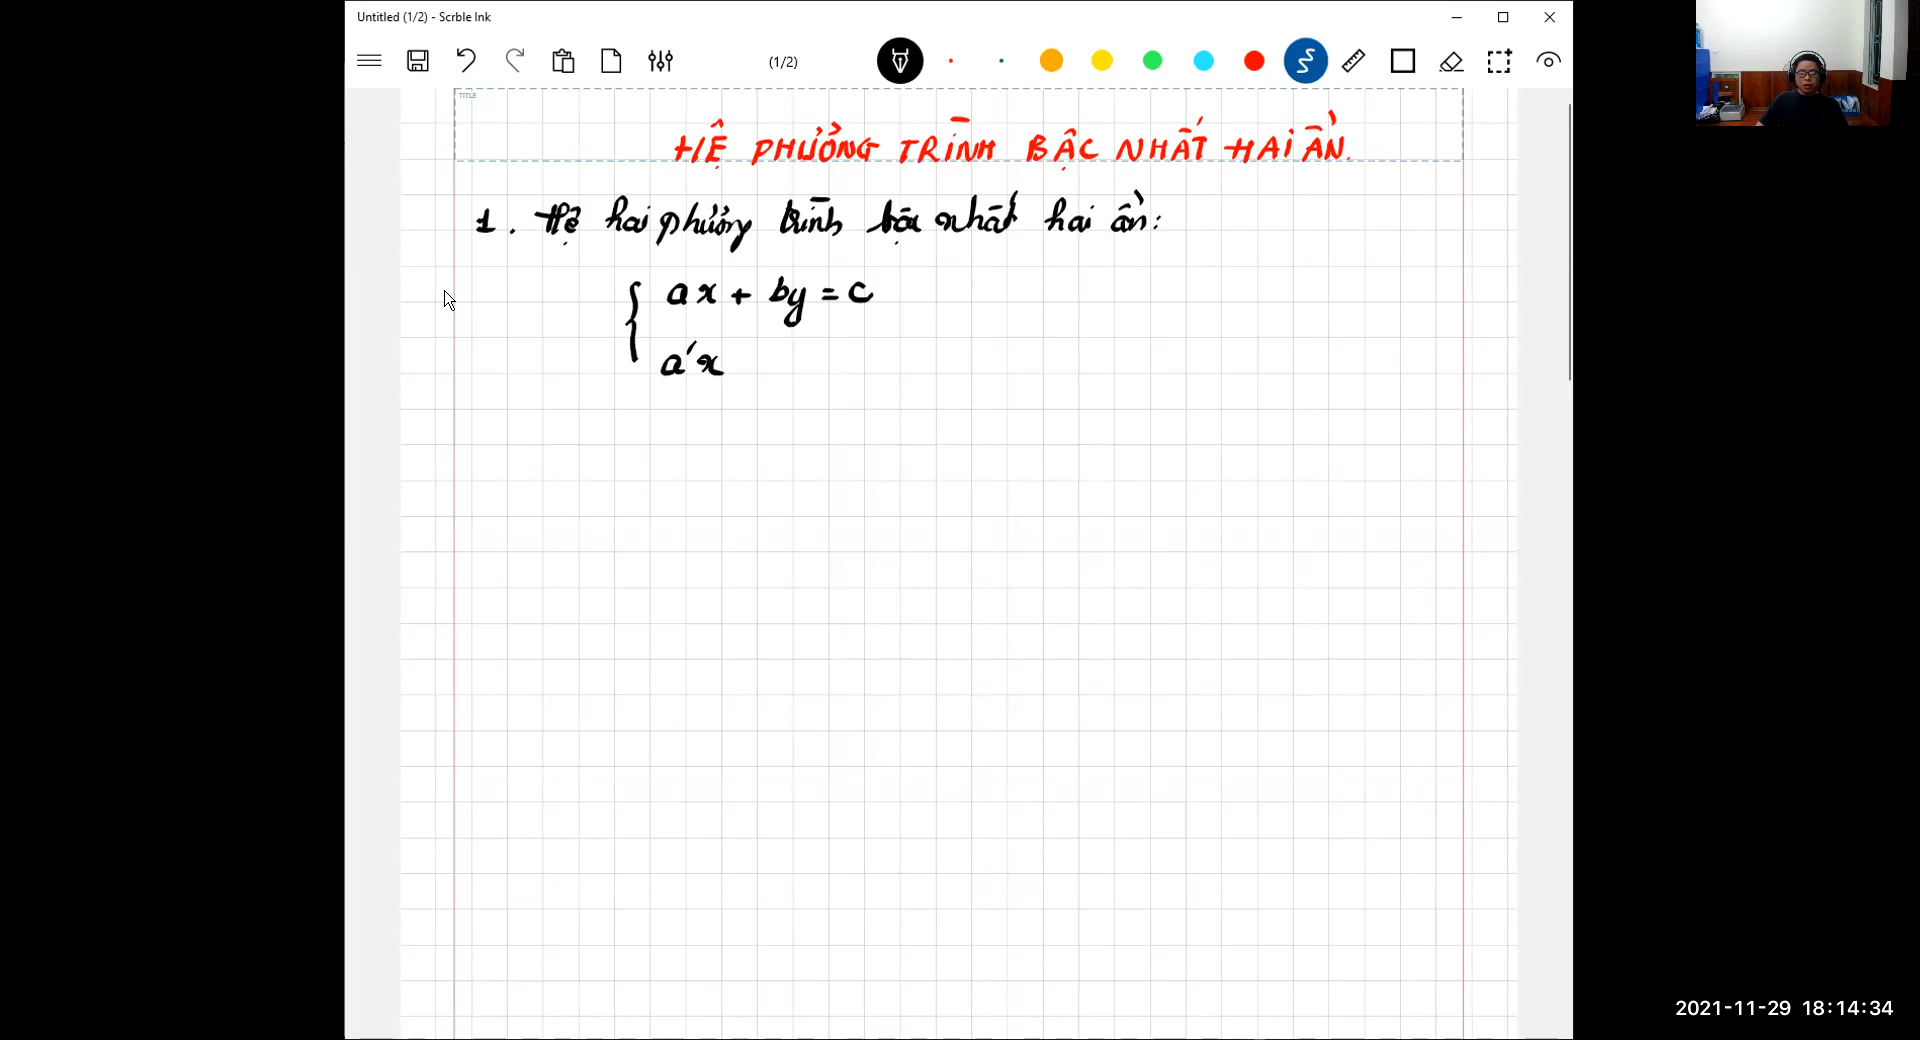 Untitled (1/2) - Scrble Ink
(1/2)
TITLE
HỆ PHƯƠNG TRÌNH BẬC NHẤT HAI ẨN.
1. Hệ hai phương trình bậc nhất hai ẩn:
{ ax + by = c
a'x
2021-11-29 18:14:34